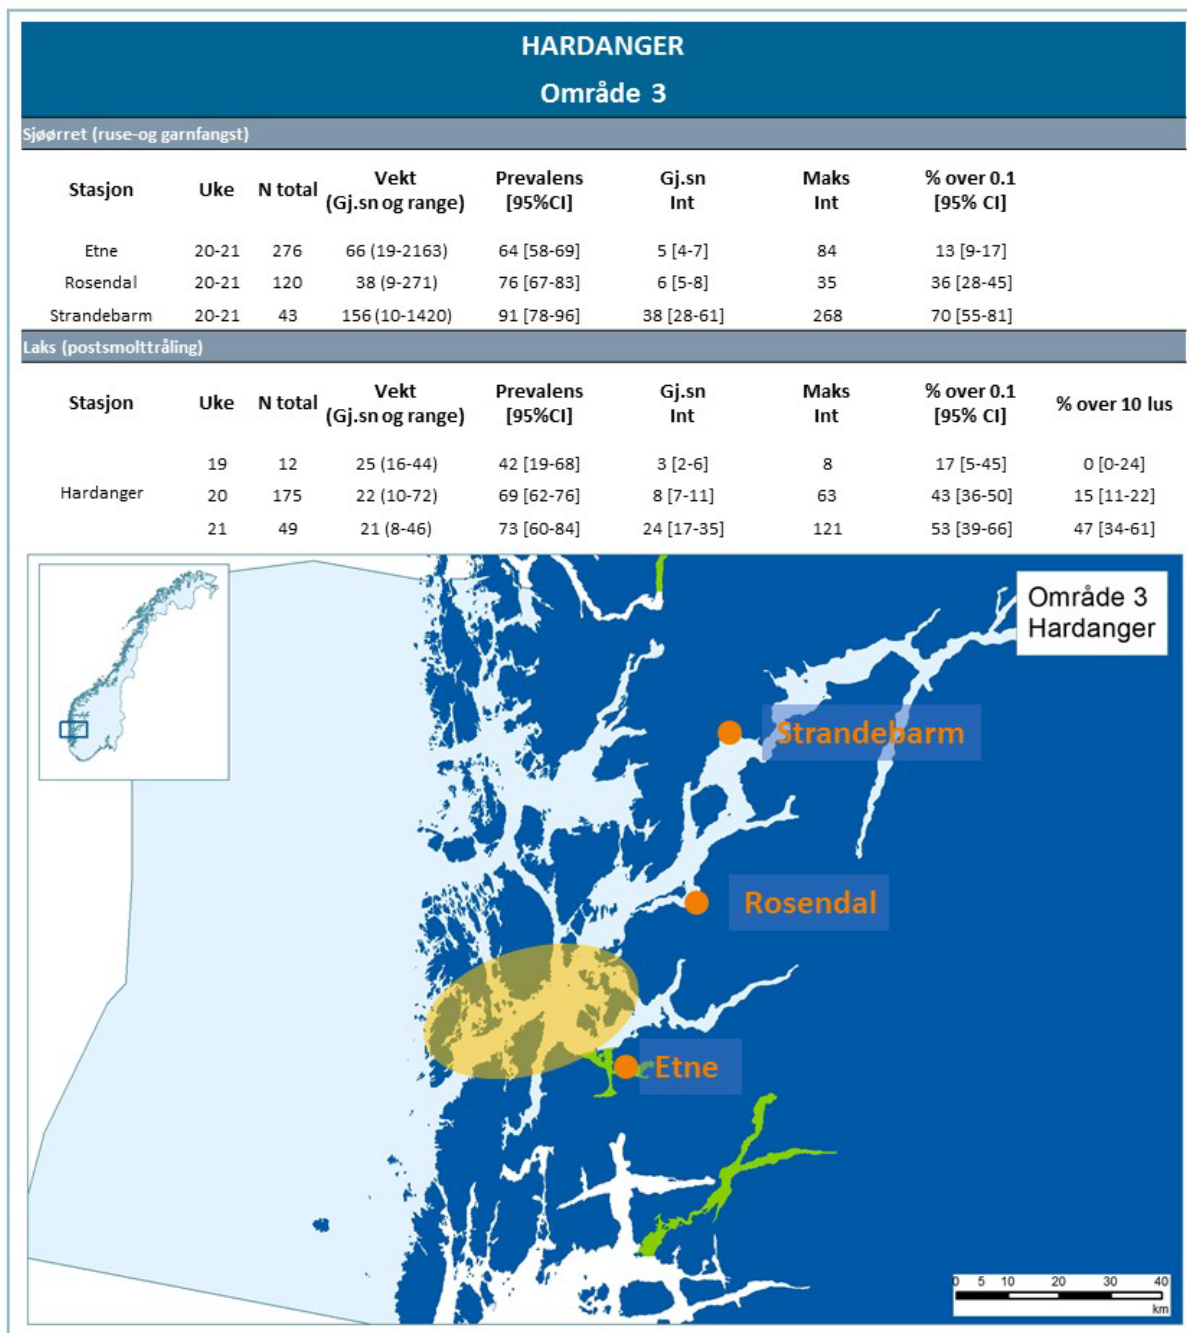 HARDANGER
Område 3
Sjøørret (ruse-og garnfangst)
Stasjon Uke N total Vekt (Gj.sn og range) Prevalens [95%CI] Gj.sn Int Maks Int % over 0.1 [95% CI]
Etne 20-21 276 66 (19-2163) 64 [58-69] 5 [4-7] 84 13 [9-17]
Rosendal 20-21 120 38 (9-271) 76 [67-83] 6 [5-8] 35 36 [28-45]
Strandebarm 20-21 43 156 (10-1420) 91 [78-96] 38 [28-61] 268 70 [55-81]
Laks (postsmolttråling)
Stasjon Uke N total Vekt (Gj.sn og range) Prevalens [95%CI] Gj.sn Int Maks Int % over 0.1 [95% CI] % over 10 lus
19 12 25 (16-44) 42 [19-68] 3 [2-6] 8 17 [5-45] 0 [0-24]
Hardanger 20 175 22 (10-72) 69 [62-76] 8 [7-11] 63 43 [36-50] 15 [11-22]
21 49 21 (8-46) 73 [60-84] 24 [17-35] 121 53 [39-66] 47 [34-61]
Område 3
Hardanger
Strandebarm
Rosendal
Etne
0 5 10 20 30 40
km